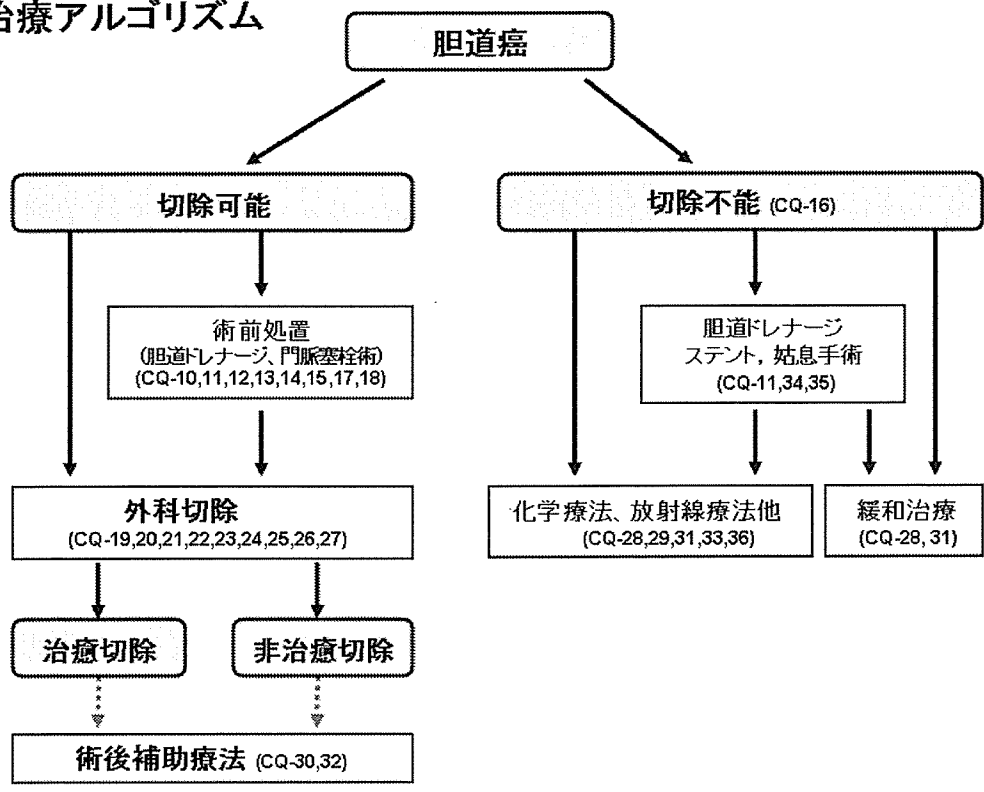 治療アルゴリズム
胆道癌
切除可能
切除不能 (CQ-16)
術前処置
(胆道ドレナージ、門脈塞栓術)
(CQ-10,11,12,13,14,15,17,18)
胆道ドレナージ
ステント，姑息手術
(CQ-11,34,35)
外科切除
(CQ-19,20,21,22,23,24,25,26,27)
化学療法、放射線療法他
(CQ-28,29,31,33,36)
緩和治療
(CQ-28, 31)
治癒切除
非治癒切除
術後補助療法 (CQ-30,32)